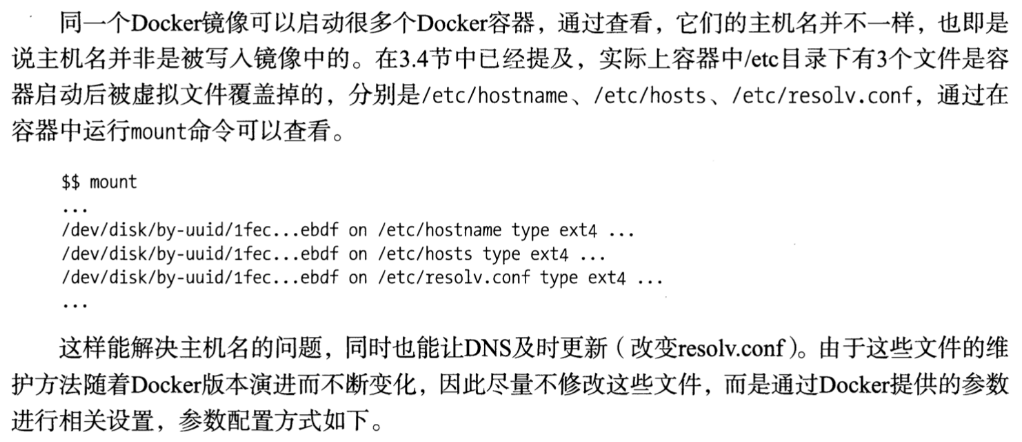 同一个Docker镜像可以启动很多个Docker容器，通过查看，它们的主机名并不一样，也即是
说主机名并非是被写入镜像中的。在3.4节中已经提及，实际上容器中/etc目录下有3个文件是容
器启动后被虚拟文件覆盖掉的，分别是/etc/hostname、/etc/hosts、/etc/resolv.conf，通过在
容器中运行mount命令可以查看。
$$ mount
...
/dev/disk/by-uuid/1fec...ebdf on /etc/hostname type ext4 ...
/dev/disk/by-uuid/1fec...ebdf on /etc/hosts type ext4 ...
/dev/disk/by-uuid/1fec...ebdf on /etc/resolv.conf type ext4 ...
...
这样能解决主机名的问题，同时也能让DNS及时更新（改变resolv.conf）。由于这些文件的维
护方法随着Docker版本演进而不断变化，因此尽量不修改这些文件，而是通过Docker提供的参数
进行相关设置，参数配置方式如下。